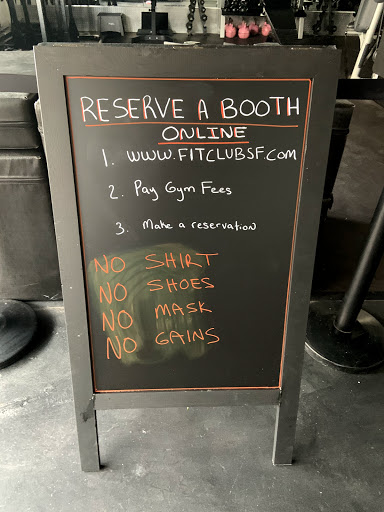 RESERVE A BOOTH
ONLINE
1. WWW.FITCLUBSF.COM
2. Pay Gym Fees
3. Make a reservation
NO SHIRT
NO SHOES
NO MASK
NO GAINS